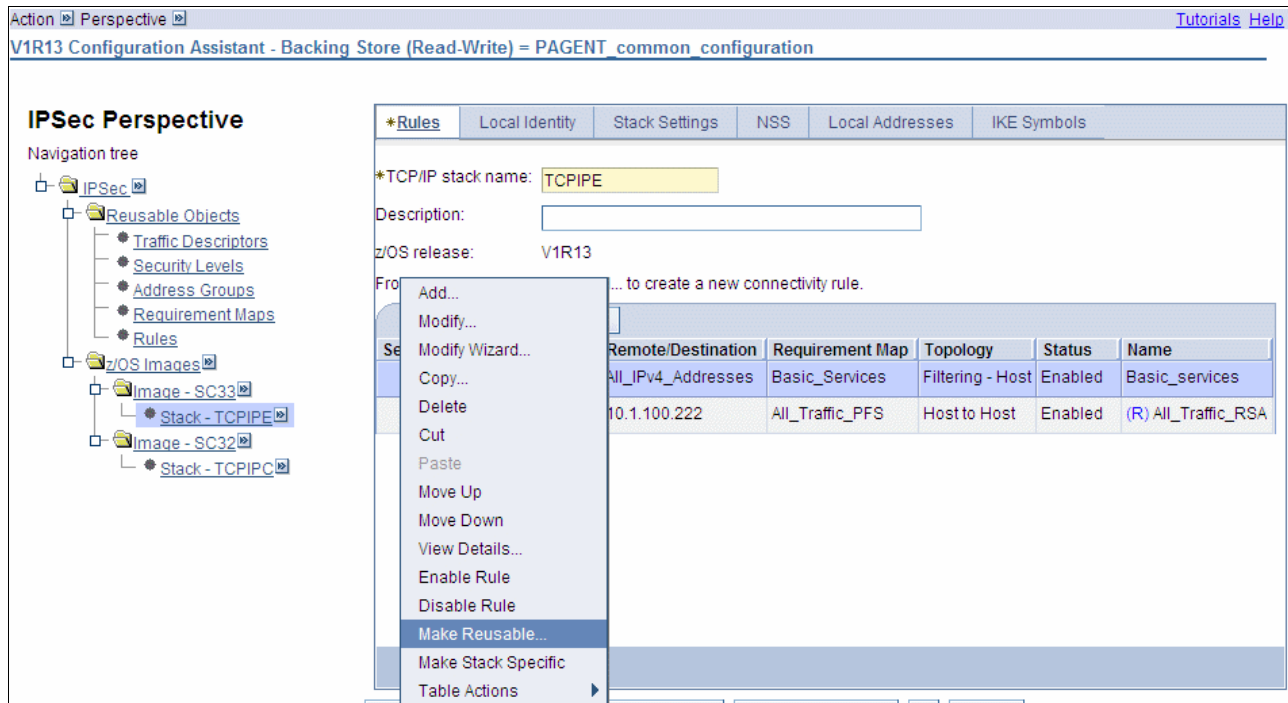 Action Perspective Tutorials Help
V1R13 Configuration Assistant - Backing Store (Read-Write) = PAGENT_common_configuration
IPSec Perspective
Navigation tree
IPSec
Reusable Objects
Traffic Descriptors
Security Levels
Address Groups
Requirement Maps
Rules
z/OS Images
Image - SC33
Stack - TCPIPE
Image - SC32
Stack - TCPIPC
*Rules Local Identity Stack Settings NSS Local Addresses IKE Symbols
*TCP/IP stack name: TCPIPE
Description:
z/OS release: V1R13
... to create a new connectivity rule.
Remote/Destination Requirement Map Topology Status Name
All_IPv4_Addresses Basic_Services Filtering - Host Enabled Basic_services
10.1.100.222 All_Traffic_PFS Host to Host Enabled (R) All_Traffic_RSA
Add...
Modify...
Modify Wizard...
Copy...
Delete
Cut
Paste
Move Up
Move Down
View Details...
Enable Rule
Disable Rule
Make Reusable...
Make Stack Specific
Table Actions